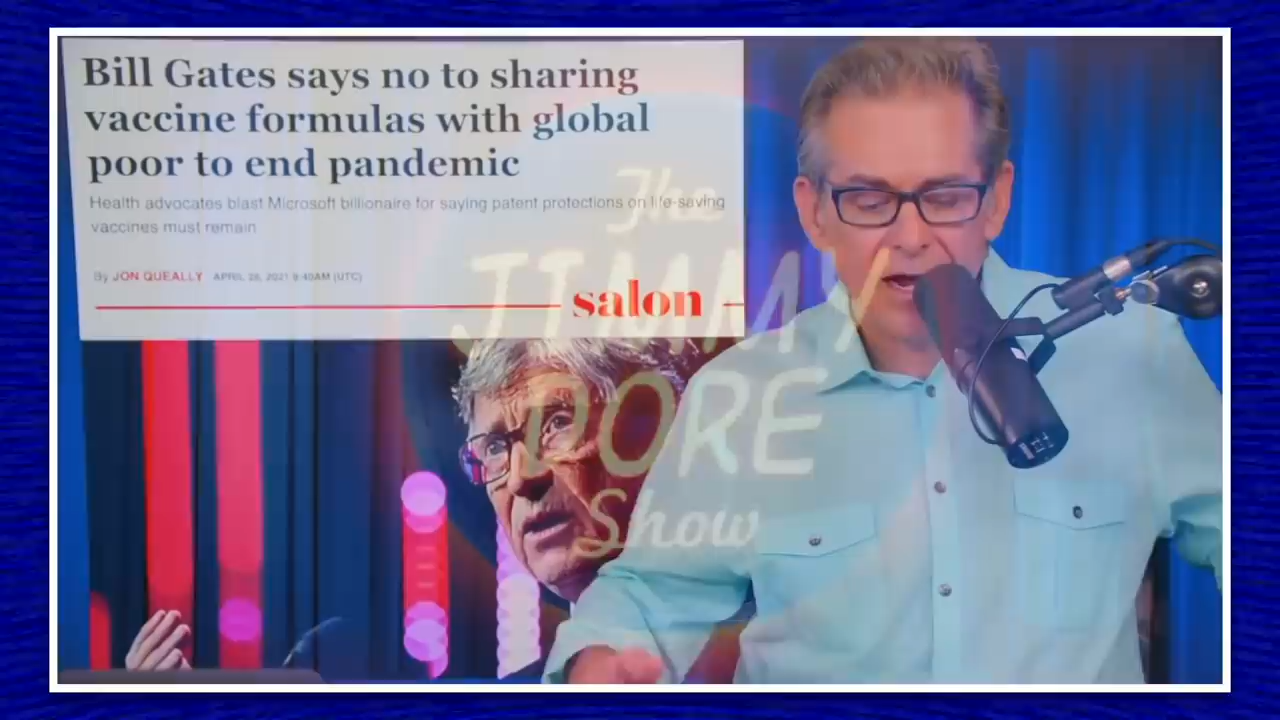 Bill Gates says no to sharing
vaccine formulas with global
poor to end pandemic
Health advocates blast Microsoft billionaire for saying patent protections on life-saving
vaccines must remain
By JON QUEALLY APRIL 26, 2021 9:40AM (UTC)
salon
The
JIMMY
DORE
Show